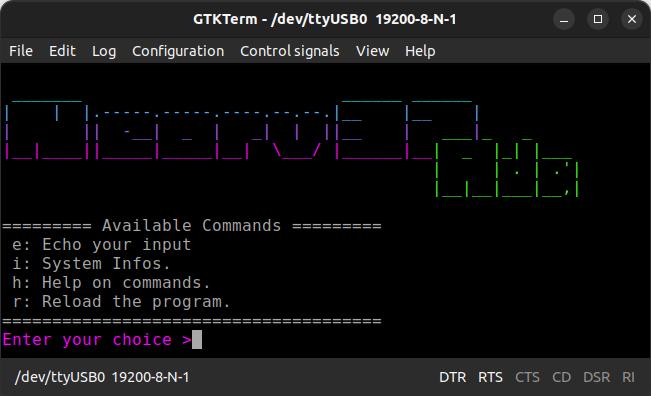 GTKTerm - /dev/ttyUSB0 19200-8-N-1
File Edit Log Configuration Control signals View Help
========= Available Commands =========
e: Echo your input
i: System Infos.
h: Help on commands.
r: Reload the program.
======================================
Enter your choice >
/dev/ttyUSB0 19200-8-N-1 DTR RTS CTS CD DSR RI